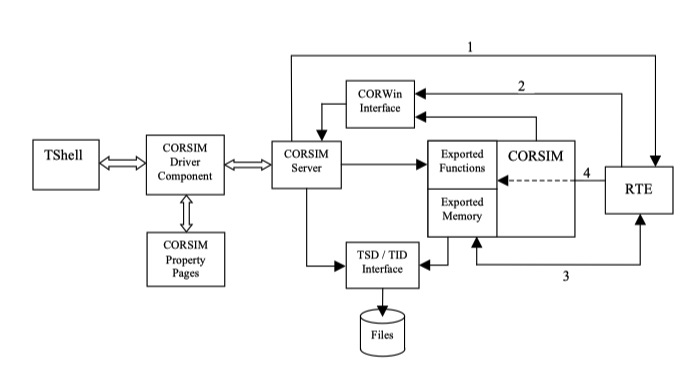 1
2
CORWin
Interface
TShell
CORSIM
Driver
Component
CORSIM
Server
Exported
Functions
CORSIM
4
RTE
Exported
Memory
CORSIM
Property
Pages
TSD / TID
Interface
3
Files